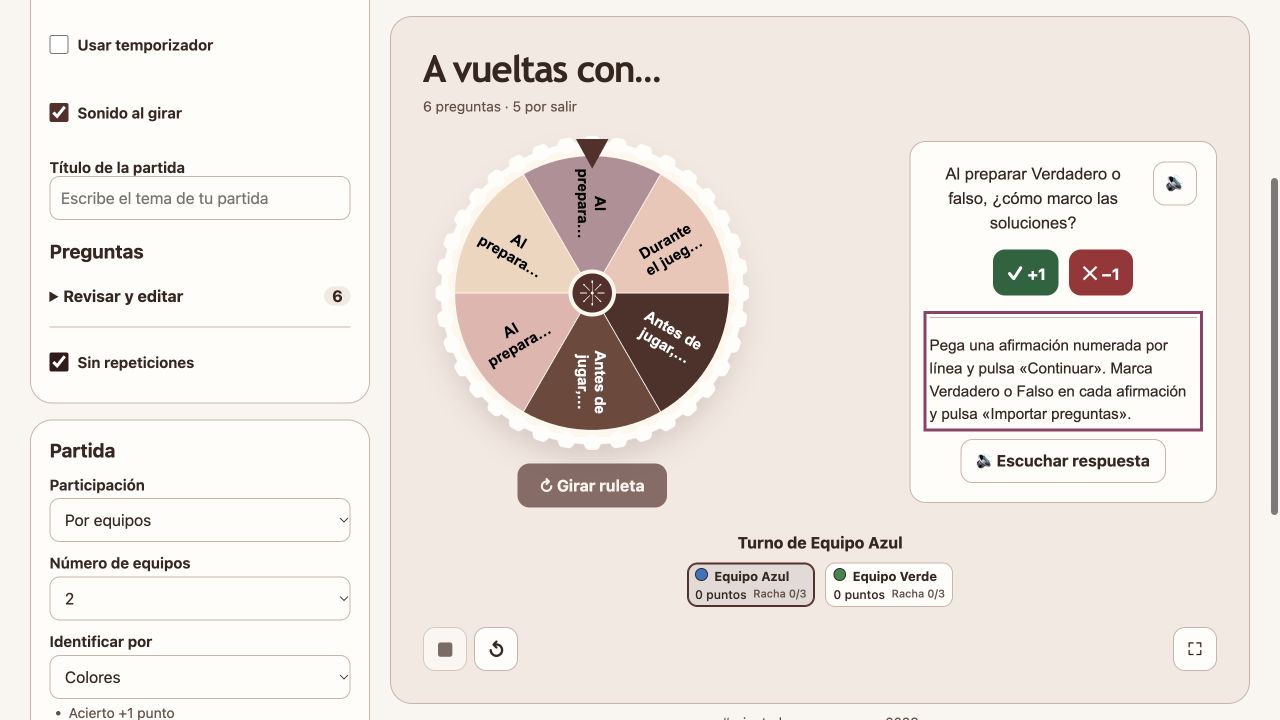 Usar temporizador
Sonido al girar
Título de la partida
Escribe el tema de tu partida
Preguntas
Revisar y editar
6
Sin repeticiones
Partida
Participación
Por equipos
Número de equipos
2
Identificar por
Colores
• Acierto +1 punto
A vueltas con...
6 preguntas · 5 por salir
Al
prepara...
Durante
el jueg...
Antes de
jugar,...
Antes de
jugar,...
Al
prepara...
Al
prepara...
Girar ruleta
Al preparar Verdadero o
falso, ¿cómo marco las
soluciones?
+1
−1
Pega una afirmación numerada por
línea y pulsa «Continuar». Marca
Verdadero o Falso en cada afirmación
y pulsa «Importar preguntas».
Escuchar respuesta
Turno de Equipo Azul
Equipo Azul
0 puntos Racha 0/3
Equipo Verde
0 puntos Racha 0/3